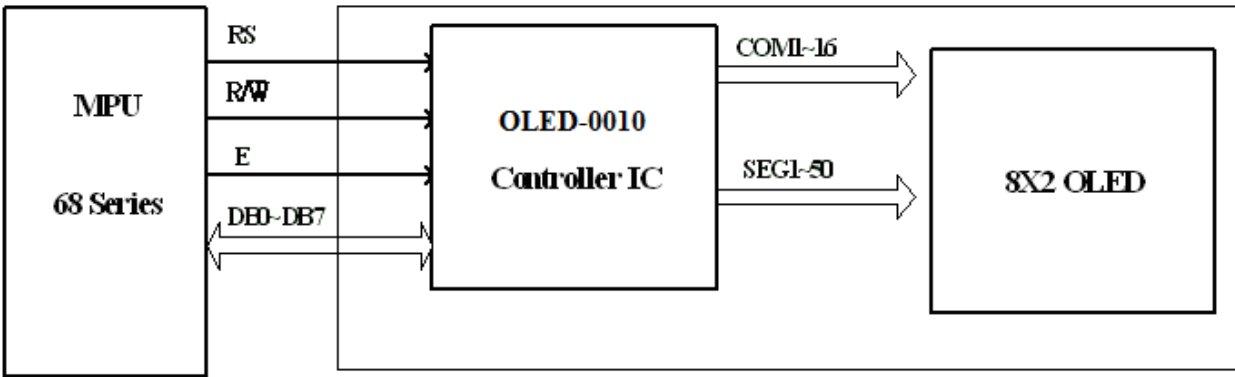 MPU
68 Series
RS
R/W
E
DB0~DB7
OLED-0010
Controller IC
COM1~16
SEG1~50
8X2 OLED